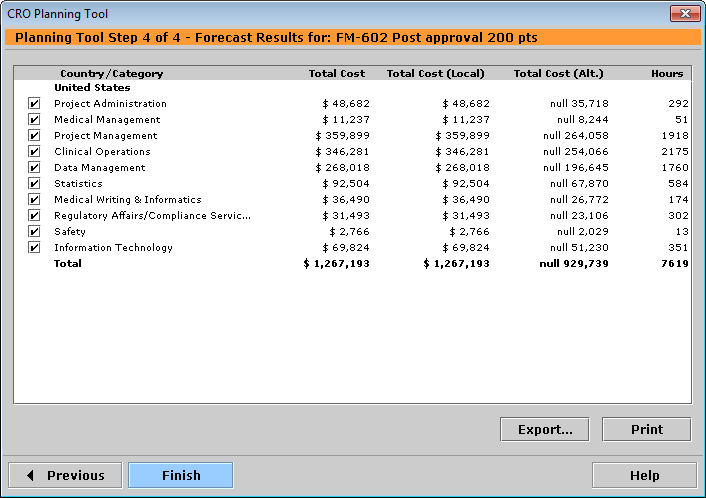 CRO Planning Tool
Planning Tool Step 4 of 4 - Forecast Results for: FM-602 Post approval 200 pts
Country/Category Total Cost Total Cost (Local) Total Cost (Alt.) Hours
United States
Project Administration $ 48,682 $ 48,682 null 35,718 292
Medical Management $ 11,237 $ 11,237 null 8,244 51
Project Management $ 359,899 $ 359,899 null 264,058 1918
Clinical Operations $ 346,281 $ 346,281 null 254,066 2175
Data Management $ 268,018 $ 268,018 null 196,645 1760
Statistics $ 92,504 $ 92,504 null 67,870 584
Medical Writing & Informatics $ 36,490 $ 36,490 null 26,772 174
Regulatory Affairs/Compliance Servic... $ 31,493 $ 31,493 null 23,106 302
Safety $ 2,766 $ 2,766 null 2,029 13
Information Technology $ 69,824 $ 69,824 null 51,230 351
Total $ 1,267,193 $ 1,267,193 null 929,739 7619
Export... Print
Previous Finish Help